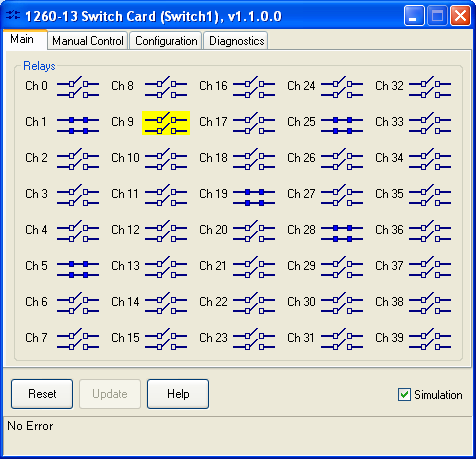 1260-13 Switch Card (Switch1), v1.1.0.0
Main Manual Control Configuration Diagnostics
Relays
Ch 0 Ch 8 Ch 16 Ch 24 Ch 32
Ch 1 Ch 9 Ch 17 Ch 25 Ch 33
Ch 2 Ch 10 Ch 18 Ch 26 Ch 34
Ch 3 Ch 11 Ch 19 Ch 27 Ch 35
Ch 4 Ch 12 Ch 20 Ch 28 Ch 36
Ch 5 Ch 13 Ch 21 Ch 29 Ch 37
Ch 6 Ch 14 Ch 22 Ch 30 Ch 38
Ch 7 Ch 15 Ch 23 Ch 31 Ch 39
Reset Update Help Simulation
No Error